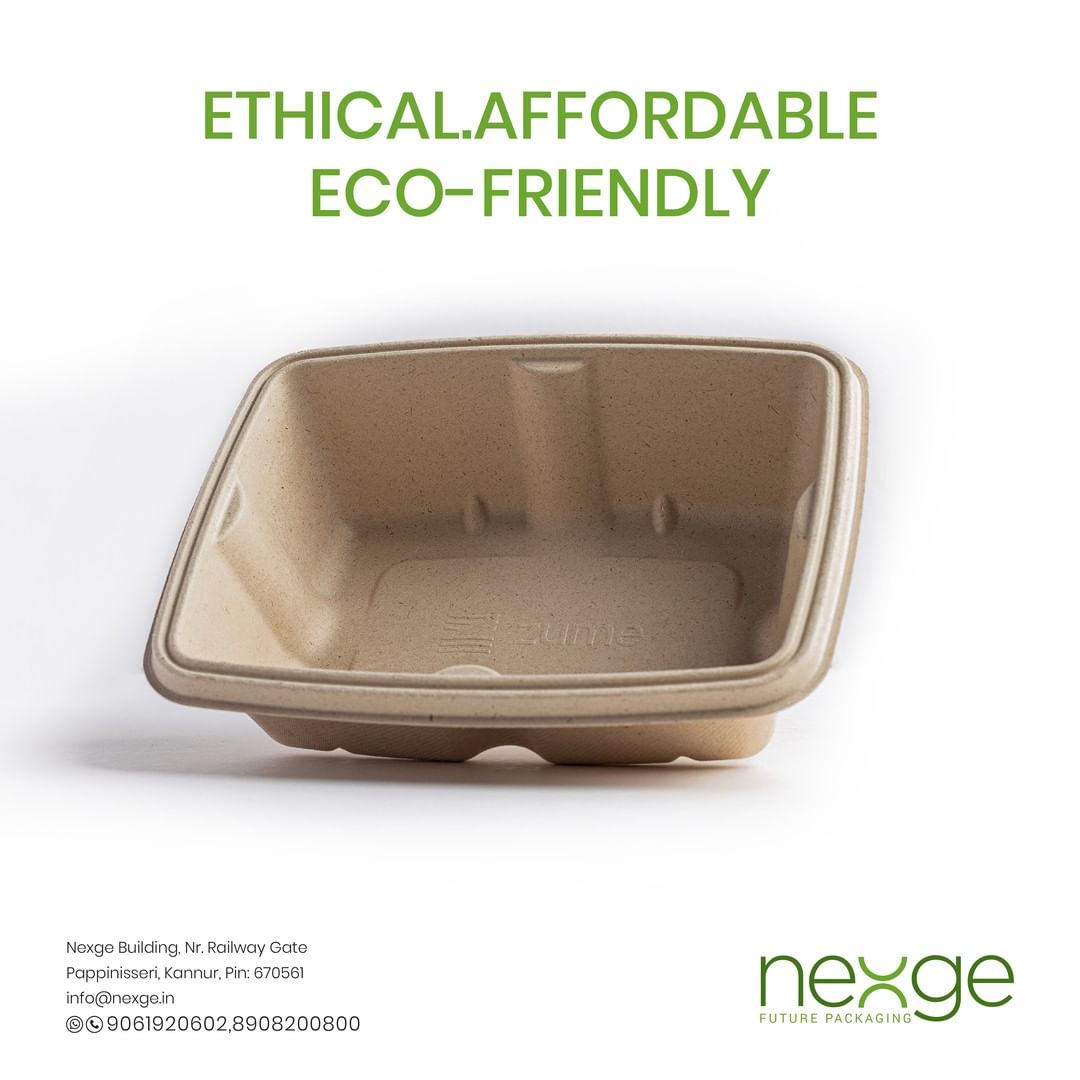 ETHICAL.AFFORDABLE
ECO-FRIENDLY
zume
Nexge Building, Nr. Railway Gate
Pappinisseri, Kannur, Pin: 670561
info@nexge.in
9061920602,8908200800
nexge
FUTURE PACKAGING